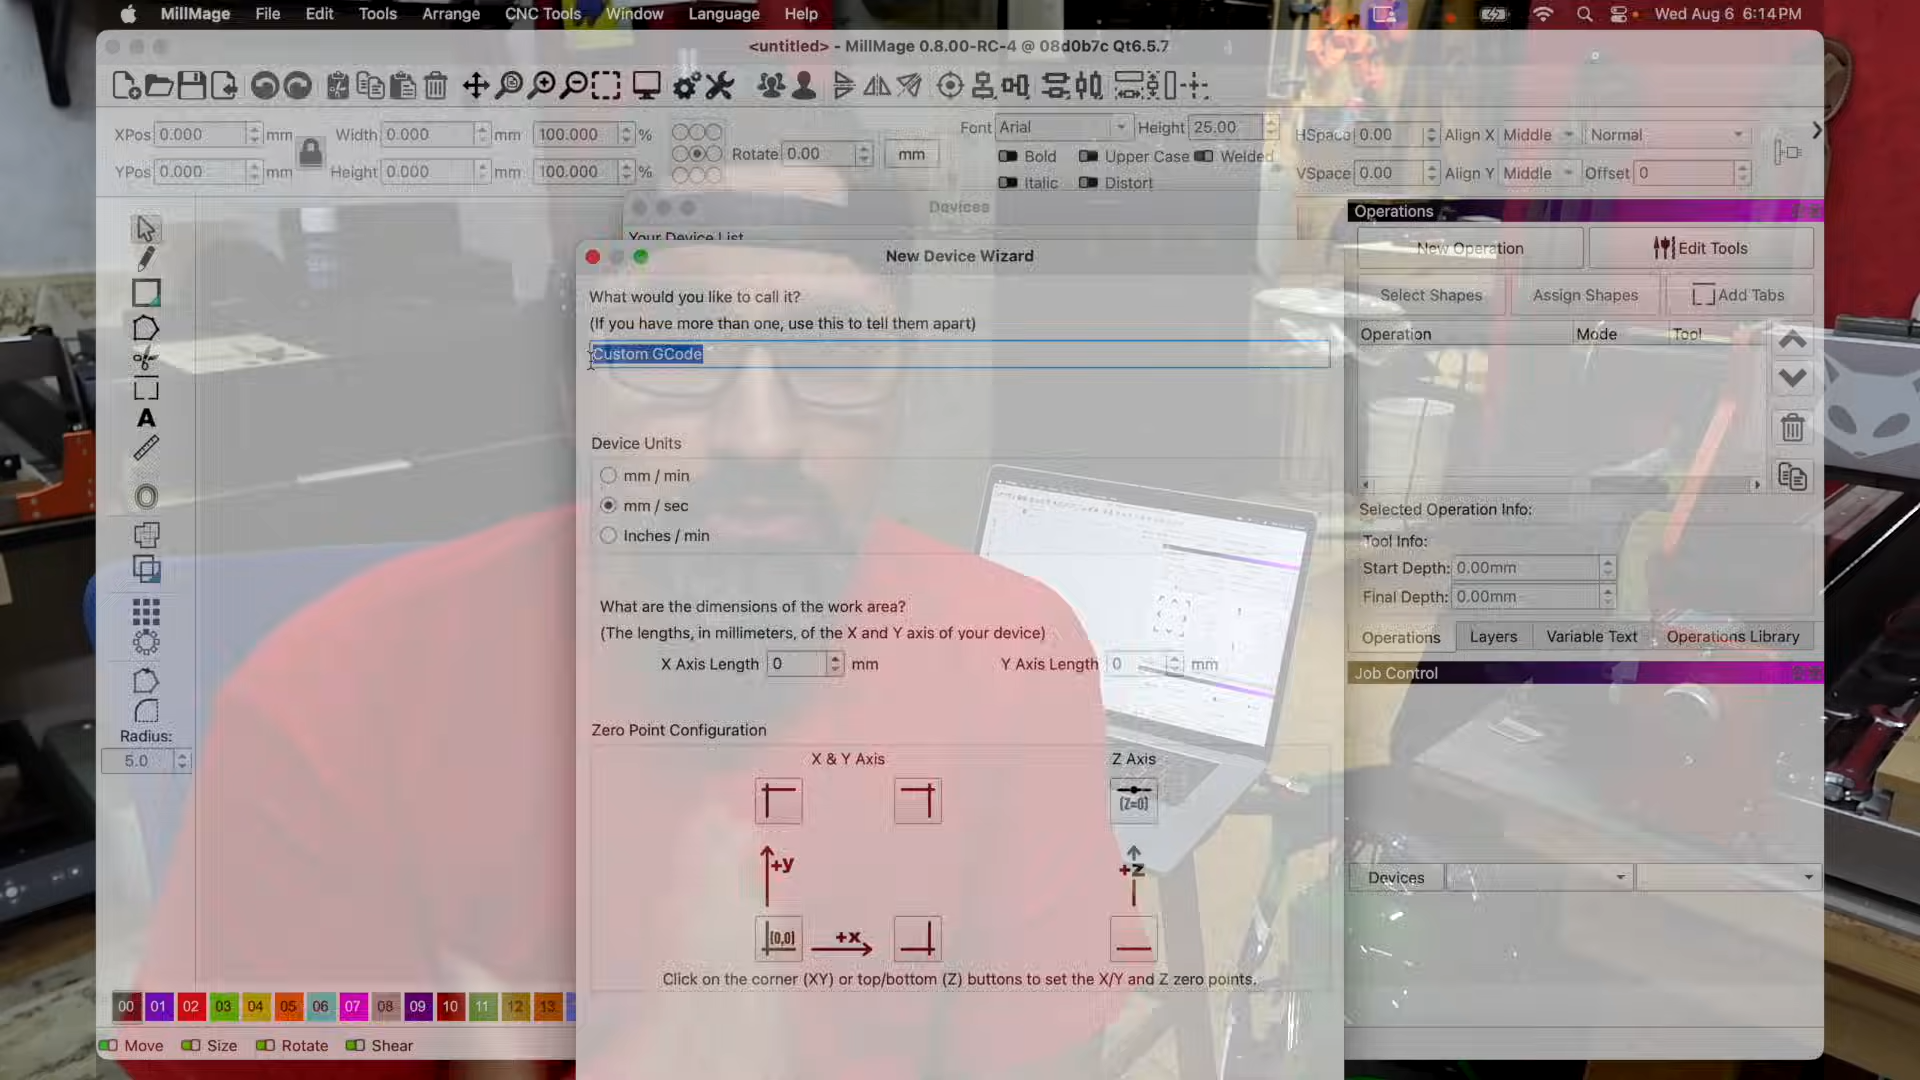 MillMage File Edit Tools Arrange CNC Tools Window Language Help Wed Aug 6 6:14PM
<untitled> - MillMage 0.8.00-RC-4 @ 08d0b7c Qt6.5.7
XPos 0.000 mm Width 0.000 mm 100.000 %
YPos 0.000 mm Height 0.000 mm 100.000 %
Rotate 0.00 mm
Font Arial Height 25.00
Bold Upper Case Welded
Italic Distort
HSpace 0.00 Align X Middle Normal
VSpace 0.00 Align Y Middle Offset 0
Devices
Your Device List
New Device Wizard
What would you like to call it?
(If you have more than one, use this to tell them apart)
Custom GCode
Device Units
mm / min
mm / sec
Inches / min
What are the dimensions of the work area?
(The lengths, in millimeters, of the X and Y axis of your device)
X Axis Length 0 mm Y Axis Length 0 mm
Zero Point Configuration
X & Y Axis Z Axis
(Z=0)
+y +z
(0,0) +x
Click on the corner (XY) or top/bottom (Z) buttons to set the X/Y and Z zero points.
A
Radius:
5.0
Operations
New Operation Edit Tools
Select Shapes Assign Shapes Add Tabs
Operation Mode Tool
Selected Operation Info:
Tool Info:
Start Depth: 0.00mm
Final Depth: 0.00mm
Operations Layers Variable Text Operations Library
Job Control
Devices
00 01 02 03 04 05 06 07 08 09 10 11 12 13
Move Size Rotate Shear